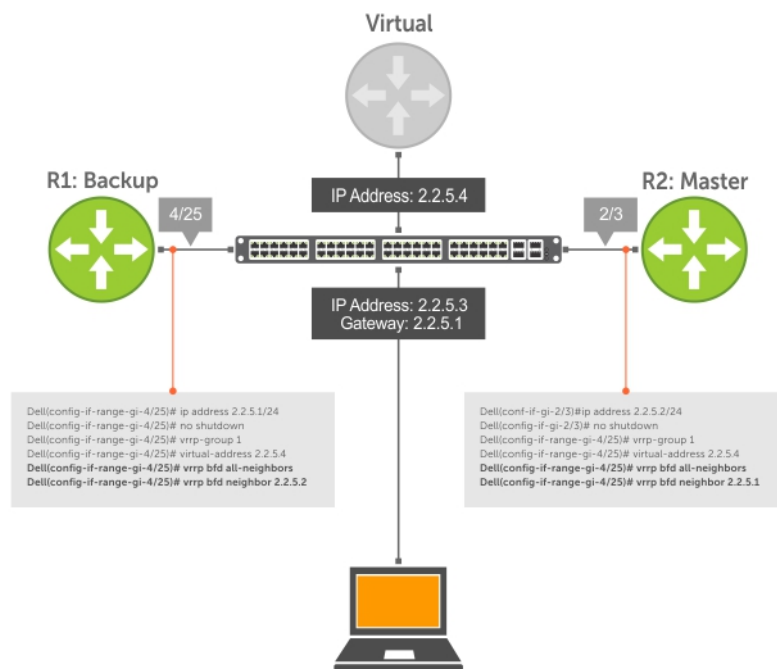 Virtual
R1: Backup
R2: Master
4/25
IP Address: 2.2.5.4
2/3
IP Address: 2.2.5.3
Gateway: 2.2.5.1
Dell(config-if-range-gi-4/25)# ip address 2.2.5.1/24
Dell(config-if-range-gi-4/25)# no shutdown
Dell(config-if-range-gi-4/25)# vrrp-group 1
Dell(config-if-range-gi-4/25)# virtual-address 2.2.5.4
Dell(config-if-range-gi-4/25)# vrrp bfd all-neighbors
Dell(config-if-range-gi-4/25)# vrrp bfd neighbor 2.2.5.2
Dell(conf-if-gi-2/3)#ip address 2.2.5.2/24
Dell(config-if-gi-2/3)# no shutdown
Dell(config-if-range-gi-4/25)# vrrp-group 1
Dell(config-if-range-gi-4/25)# virtual-address 2.2.5.4
Dell(config-if-range-gi-4/25)# vrrp bfd all-neighbors
Dell(config-if-range-gi-4/25)# vrrp bfd neighbor 2.2.5.1